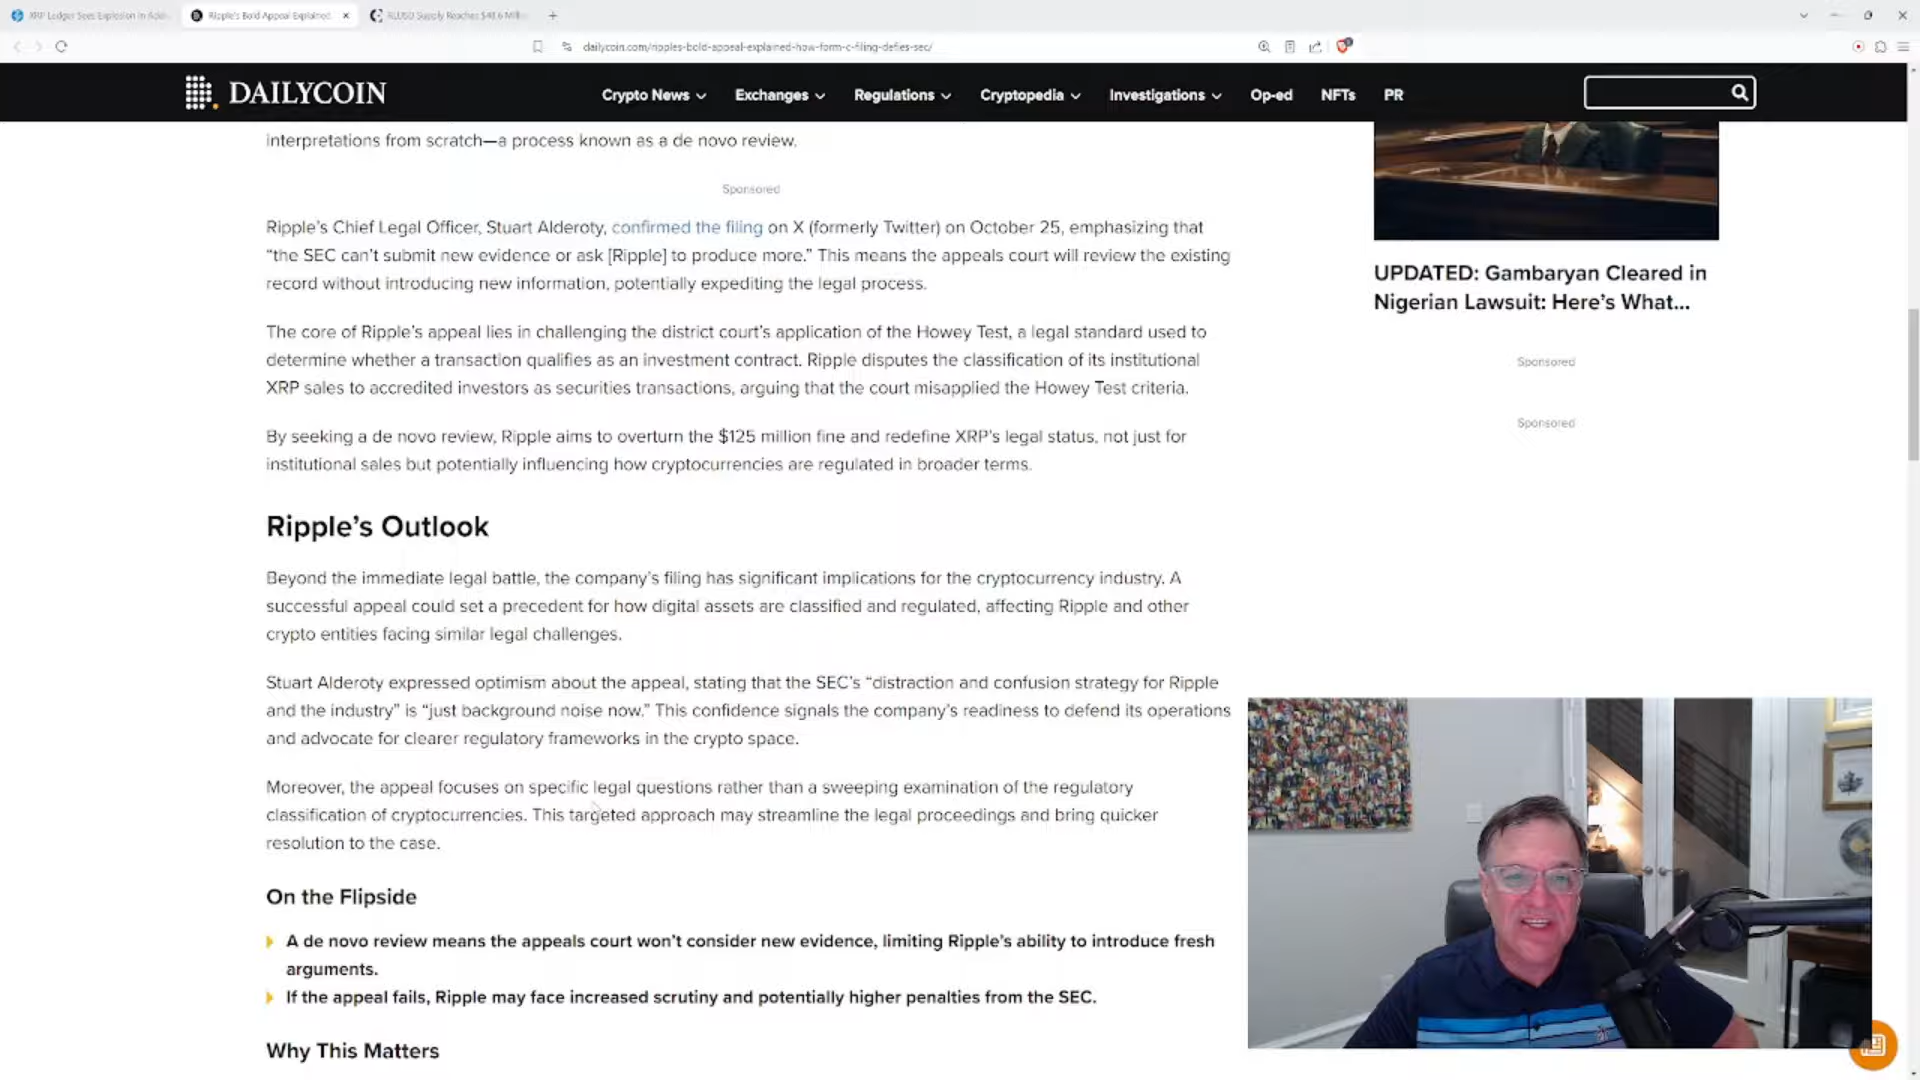 XRP Ledger Sees Explosion in
Ripple's Bold Appeal Explained
RLUSD Supply Reaches $48.6
dailycoin.com/ripples-bold-appeal-explained-how-form-c-filing-defies-sec/
DAILYCOIN
Crypto News
Exchanges
Regulations
Cryptopedia
Investigations
Op-ed
NFTs
PR
interpretations from scratch—a process known as a de novo review.
Sponsored
Ripple's Chief Legal Officer, Stuart Alderoty, confirmed the filing on X (formerly Twitter) on October 25, emphasizing that
“the SEC can't submit new evidence or ask [Ripple] to produce more.” This means the appeals court will review the existing
record without introducing new information, potentially expediting the legal process.
The core of Ripple's appeal lies in challenging the district court's application of the Howey Test, a legal standard used to
determine whether a transaction qualifies as an investment contract. Ripple disputes the classification of its institutional
XRP sales to accredited investors as securities transactions, arguing that the court misapplied the Howey Test criteria.
By seeking a de novo review, Ripple aims to overturn the $125 million fine and redefine XRP's legal status, not just for
institutional sales but potentially influencing how cryptocurrencies are regulated in broader terms.
Ripple's Outlook
Beyond the immediate legal battle, the company's filing has significant implications for the cryptocurrency industry. A
successful appeal could set a precedent for how digital assets are classified and regulated, affecting Ripple and other
crypto entities facing similar legal challenges.
Stuart Alderoty expressed optimism about the appeal, stating that the SEC's “distraction and confusion strategy for Ripple
and the industry” is “just background noise now.” This confidence signals the company's readiness to defend its operations
and advocate for clearer regulatory frameworks in the crypto space.
Moreover, the appeal focuses on specific legal questions rather than a sweeping examination of the regulatory
classification of cryptocurrencies. This targeted approach may streamline the legal proceedings and bring quicker
resolution to the case.
On the Flipside
A de novo review means the appeals court won't consider new evidence, limiting Ripple's ability to introduce fresh
arguments.
If the appeal fails, Ripple may face increased scrutiny and potentially higher penalties from the SEC.
Why This Matters
UPDATED: Gambaryan Cleared in
Nigerian Lawsuit: Here's What...
Sponsored
Sponsored